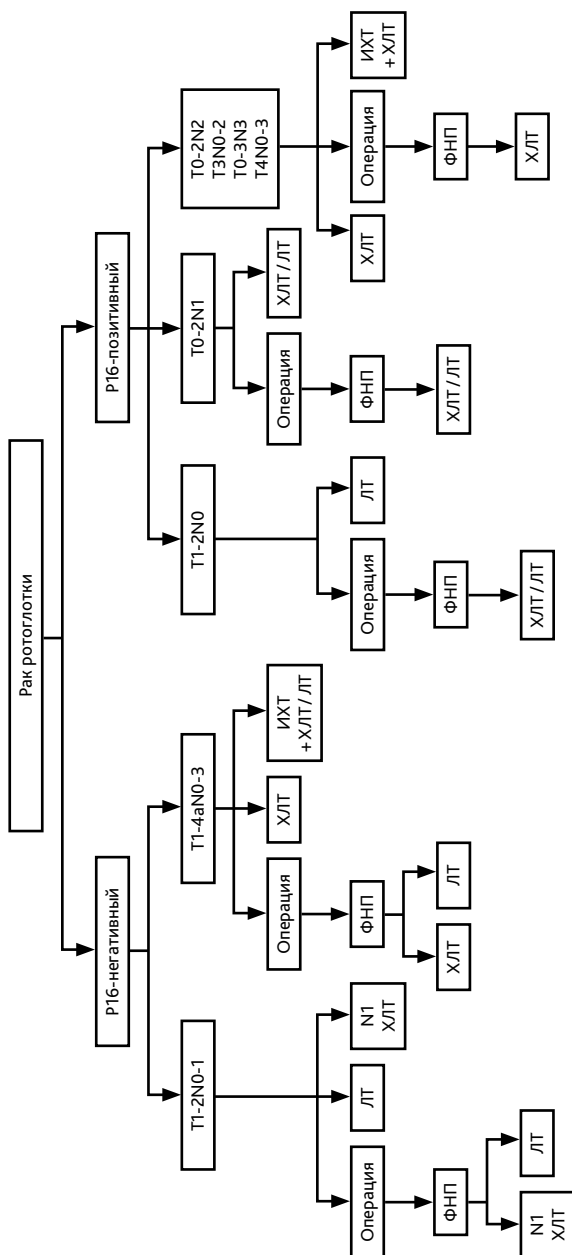 Рак ротоглотки
P16-негативный
P16-позитивный
T1-2N0-1
T1-4aN0-3
T1-2N0
T0-2N1
T0-2N2
T3N0-2
T0-3N3
T4N0-3
Операция
ЛТ
N1
ХЛТ
Операция
ХЛТ
ИХТ
+ ХЛТ / ЛТ
Операция
ЛТ
Операция
ХЛТ / ЛТ
ХЛТ
Операция
ИХТ
+ ХЛТ
ФНП
ФНП
ФНП
ФНП
ФНП
N1
ХЛТ
ЛТ
ХЛТ
ЛТ
ХЛТ / ЛТ
ХЛТ / ЛТ
ХЛТ